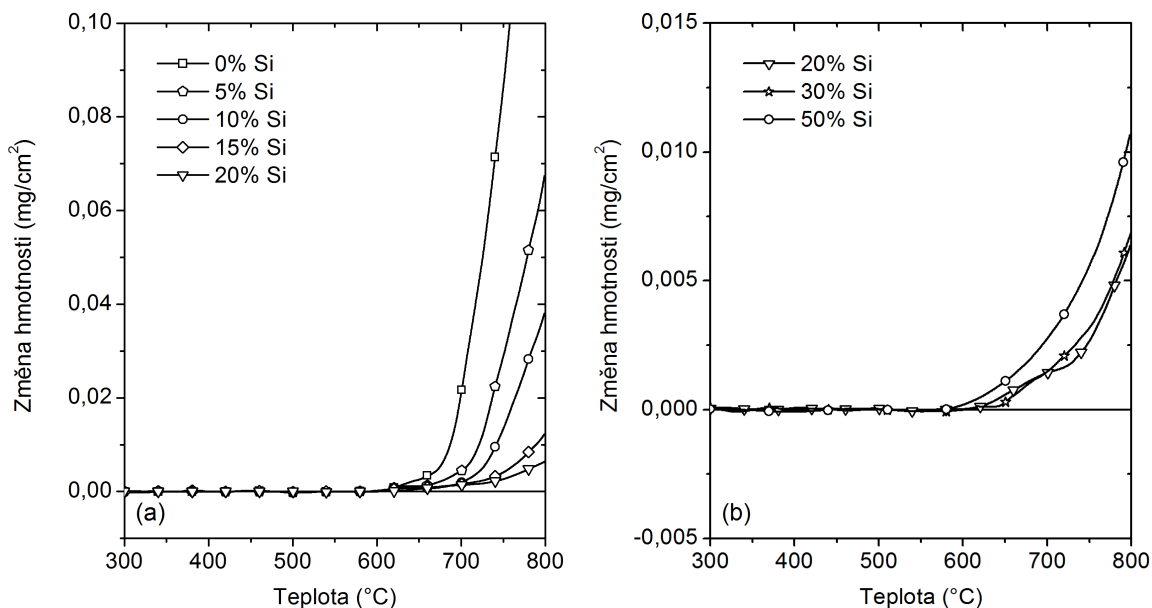 0,10
0,08
0,06
0,04
0,02
0,00
Změna hmotnosti (mg/cm²)
0% Si
5% Si
10% Si
15% Si
20% Si
(a)
300 400 500 600 700 800
Teplota (°C)
0,015
0,010
0,005
0,000
-0,005
Změna hmotnosti (mg/cm²)
20% Si
30% Si
50% Si
(b)
300 400 500 600 700 800
Teplota (°C)